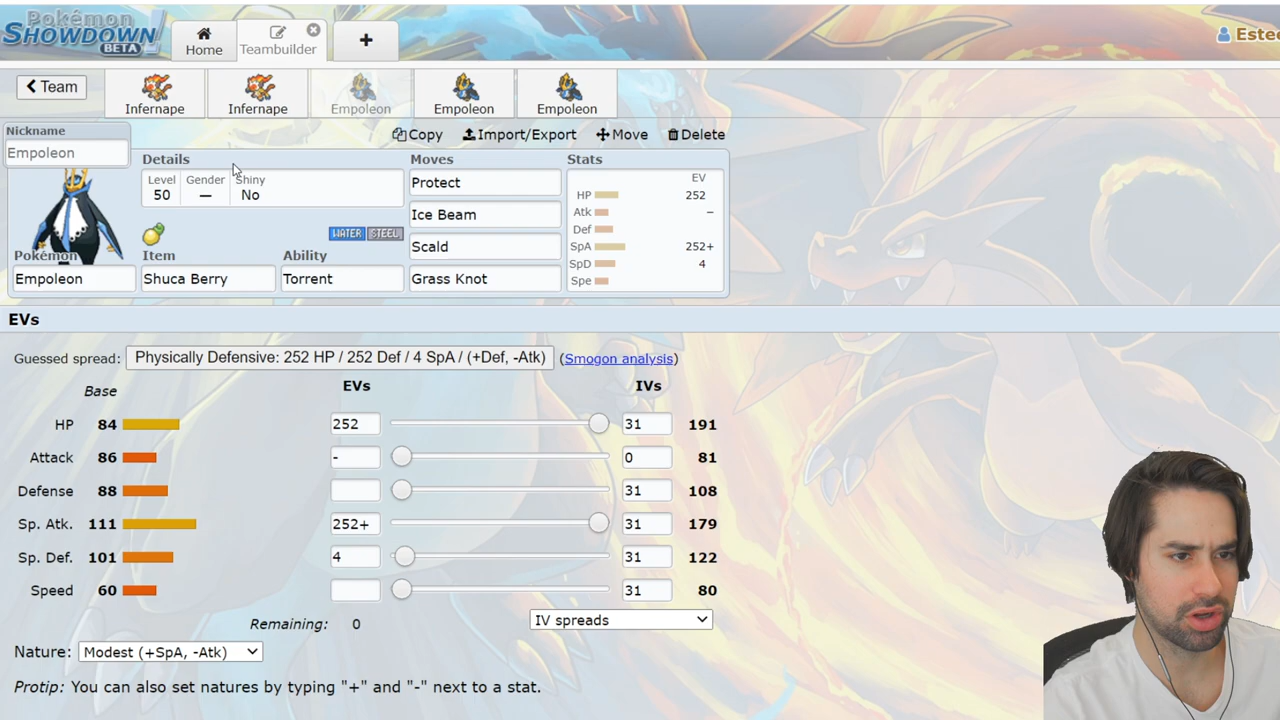 Pokémon
SHOWDOWN
BETA
Home
Teambuilder
Estee
< Team
Infernape
Infernape
Empoleon
Empoleon
Empoleon
Copy
Import/Export
Move
Delete
Nickname
Empoleon
Details
Level
50
Gender
—
Shiny
No
WATER STEEL
Pokémon
Empoleon
Item
Shuca Berry
Ability
Torrent
Moves
Protect
Ice Beam
Scald
Grass Knot
Stats
EV
HP 252
Atk –
Def
SpA 252+
SpD 4
Spe
EVs
Guessed spread: Physically Defensive: 252 HP / 252 Def / 4 SpA / (+Def, -Atk) (Smogon analysis)
Base EVs IVs
HP 84 252 31 191
Attack 86 - 0 81
Defense 88 31 108
Sp. Atk. 111 252+ 31 179
Sp. Def. 101 4 31 122
Speed 60 31 80
Remaining: 0 IV spreads
Nature: Modest (+SpA, -Atk)
Protip: You can also set natures by typing "+" and "-" next to a stat.